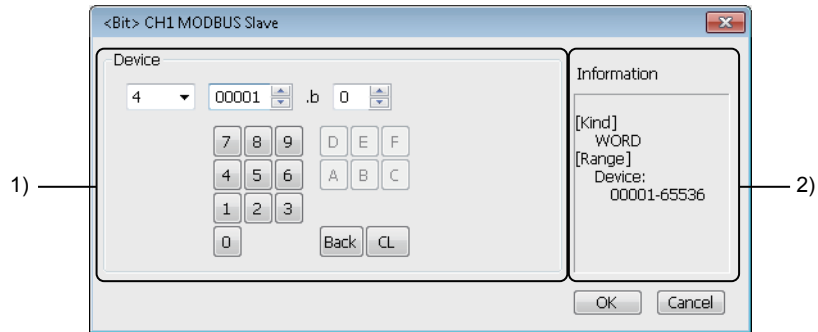 <Bit> CH1 MODBUS Slave
Device
4 00001 .b 0
7 8 9 D E F
4 5 6 A B C
1 2 3
0 Back CL
Information
[Kind]
WORD
[Range]
Device:
00001-65536
OK Cancel
1)
2)